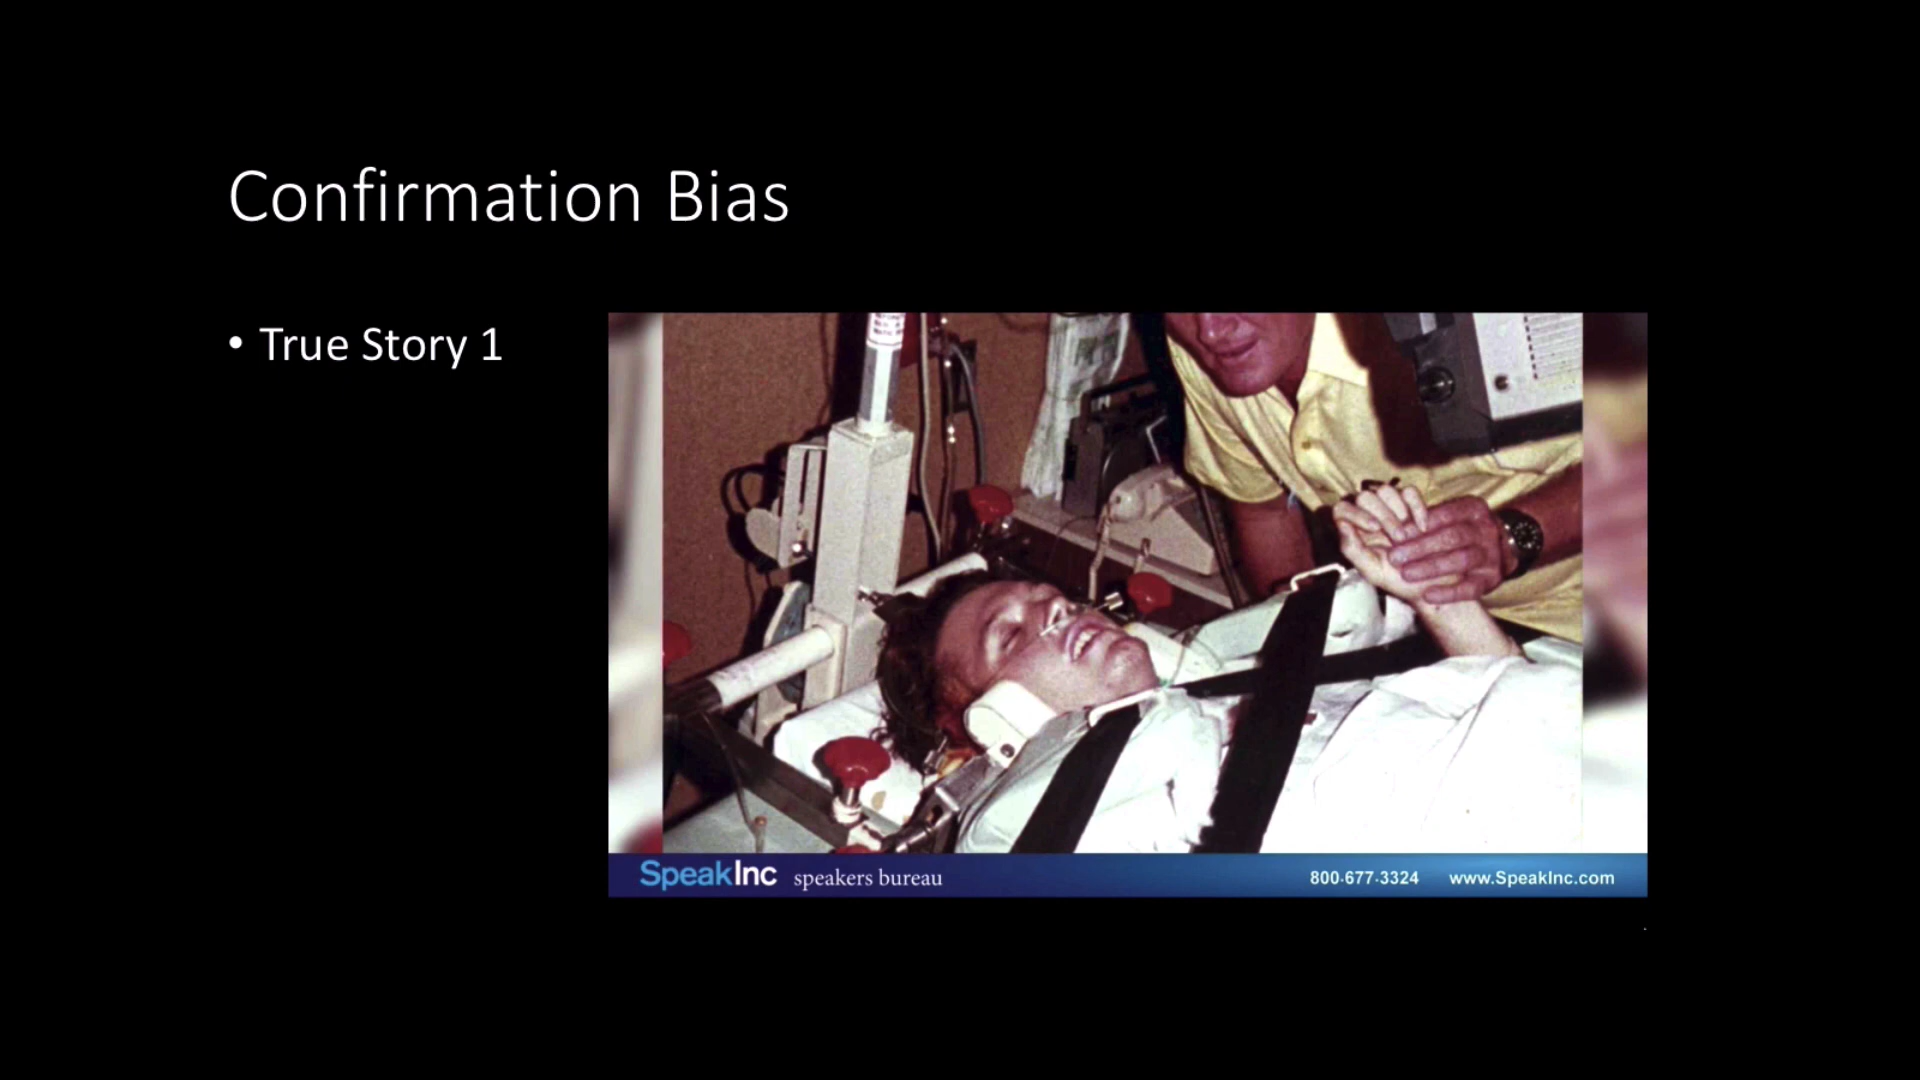 Confirmation Bias
• True Story 1
SpeakInc speakers bureau
800·677·3324 www.SpeakInc.com